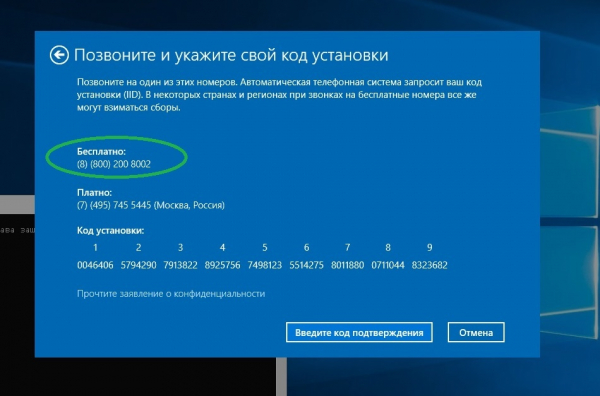 Позвоните и укажите свой код установки
Позвоните на один из этих номеров. Автоматическая телефонная система запросит ваш код
установки (IID). В некоторых странах и регионах при звонках на бесплатные номера все же
могут взиматься сборы.
Бесплатно:
(8) (800) 200 8002
Платно:
(7) (495) 745 5445 (Москва, Россия)
ава защ
Код установки:
1 2 3 4 5 6 7 8 9
0046406 5794290 7913822 8925756 7498123 5514275 8011880 0711044 8323682
Прочтите заявление о конфиденциальности
Введите код подтверждения Отмена